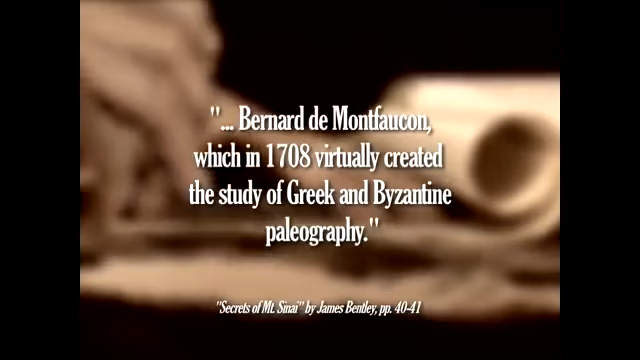 "... Bernard de Montfaucon,
which in 1708 virtually created
the study of Greek and Byzantine
paleography."
"Secrets of Mt. Sinai" by James Bentley, pp. 40-41